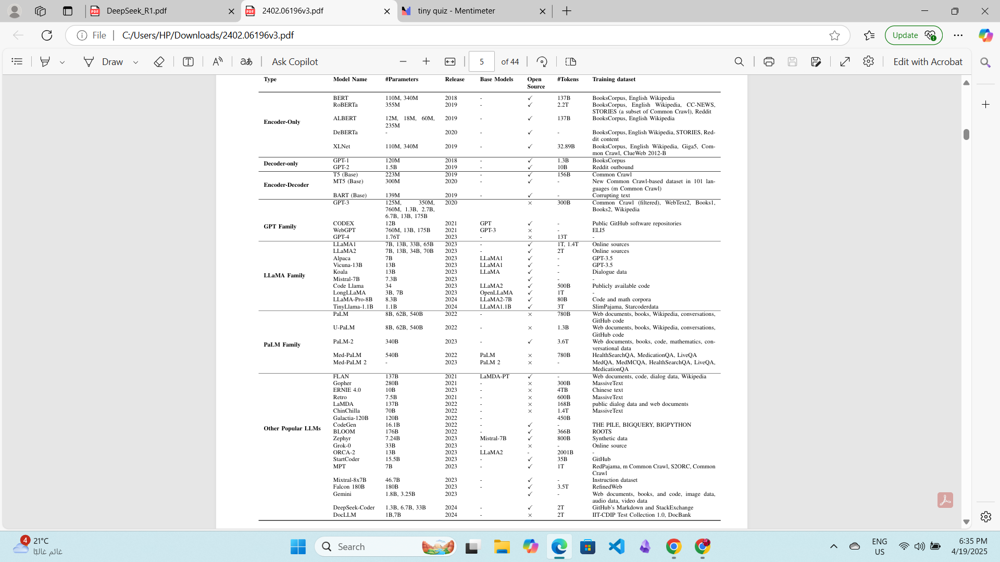 DeepSeek_R1.pdf
2402.06196v3.pdf
tiny quiz - Mentimeter
File C:/Users/HP/Downloads/2402.06196v3.pdf Update
Draw aあ Ask Copilot 5 of 44 Edit with Acrobat
Type Model Name #Parameters Release Base Models Open Source #Tokens Training dataset
Encoder-Only
BERT 110M, 340M 2018 - ✓ 137B BooksCorpus, English Wikipedia
RoBERTa 355M 2019 - ✓ 2.2T BooksCorpus, English Wikipedia, CC-NEWS,
STORIES (a subset of Common Crawl), Reddit
ALBERT 12M, 18M, 60M, 2019 - ✓ 137B BooksCorpus, English Wikipedia
235M
DeBERTa - 2020 - ✓ - BooksCorpus, English Wikipedia, STORIES, Red-
dit content
XLNet 110M, 340M 2019 - ✓ 32.89B BooksCorpus, English Wikipedia, Giga5, Com-
mon Crawl, ClueWeb 2012-B
Decoder-only
GPT-1 120M 2018 - ✓ 1.3B BooksCorpus
GPT-2 1.5B 2019 - ✓ 10B Reddit outbound
Encoder-Decoder
T5 (Base) 223M 2019 - ✓ 156B Common Crawl
MT5 (Base) 300M 2020 - ✓ - New Common Crawl-based dataset in 101 lan-
guages (m Common Crawl)
BART (Base) 139M 2019 - ✓ - Corrupting text
GPT Family
GPT-3 125M, 350M, 2020 × 300B Common Crawl (filtered), WebText2, Books1,
760M, 1.3B, 2.7B, Books2, Wikipedia
6.7B, 13B, 175B
CODEX 12B 2021 GPT ✓ - Public GitHub software repositories
WebGPT 760M, 13B, 175B 2021 GPT-3 × - ELI5
GPT-4 1.76T 2023 - × 13T -
LLaMA Family
LLaMA1 7B, 13B, 33B, 65B 2023 - ✓ 1T, 1.4T Online sources
LLaMA2 7B, 13B, 34B, 70B 2023 - ✓ 2T Online sources
Alpaca 7B 2023 LLaMA1 ✓ - GPT-3.5
Vicuna-13B 13B 2023 LLaMA1 ✓ - GPT-3.5
Koala 13B 2023 LLaMA ✓ - Dialogue data
Mistral-7B 7.3B 2023 ✓ - -
Code Llama 34 2023 LLaMA2 ✓ 500B Publicly available code
LongLLaMA 3B, 7B 2023 OpenLLaMA ✓ 1T -
LLaMA-Pro-8B 8.3B 2024 LLaMA2-7B ✓ 80B Code and math corpora
TinyLlama-1.1B 1.1B 2024 LLaMA1.1B ✓ 3T SlimPajama, Starcoderdata
PaLM Family
PaLM 8B, 62B, 540B 2022 - × 780B Web documents, books, Wikipedia, conversations,
GitHub code
U-PaLM 8B, 62B, 540B 2022 - × 1.3B Web documents, books, Wikipedia, conversations,
GitHub code
PaLM-2 340B 2023 - ✓ 3.6T Web documents, books, code, mathematics, con-
versational data
Med-PaLM 540B 2022 PaLM × 780B HealthSearchQA, MedicationQA, LiveQA
Med-PaLM 2 - 2023 PaLM 2 × - MedQA, MedMCQA, HealthSearchQA, LiveQA,
MedicationQA
Other Popular LLMs
FLAN 137B 2021 LaMDA-PT ✓ - Web documents, code, dialog data, Wikipedia
Gopher 280B 2021 - × 300B MassiveText
ERNIE 4.0 10B 2023 - × 4TB Chinese text
Retro 7.5B 2021 - × 600B MassiveText
LaMDA 137B 2022 - × 168B public dialog data and web documents
ChinChilla 70B 2022 - × 1.4T MassiveText
Galactia-120B 120B 2022 - 450B
CodeGen 16.1B 2022 - ✓ - THE PILE, BIGQUERY, BIGPYTHON
BLOOM 176B 2022 - ✓ 366B ROOTS
Zephyr 7.24B 2023 Mistral-7B ✓ 800B Synthetic data
Grok-0 33B 2023 - × - Online source
ORCA-2 13B 2023 LLaMA2 - 2001B -
StartCoder 15.5B 2023 - ✓ 35B GitHub
MPT 7B 2023 - ✓ 1T RedPajama, m Common Crawl, S2ORC, Common
Crawl
Mixtral-8x7B 46.7B 2023 - ✓ - Instruction dataset
Falcon 180B 180B 2023 - ✓ 3.5T RefinedWeb
Gemini 1.8B, 3.25B 2023 ✓ - Web documents, books, and code, image data,
audio data, video data
DeepSeek-Coder 1.3B, 6.7B, 33B 2024 - ✓ 2T GitHub's Markdown and StackExchange
DocLLM 1B,7B 2024 - × 2T IIT-CDIP Test Collection 1.0, DocBank
4 21°C
غائم غالبًا
Search
ENG
US
6:35 PM
4/19/2025